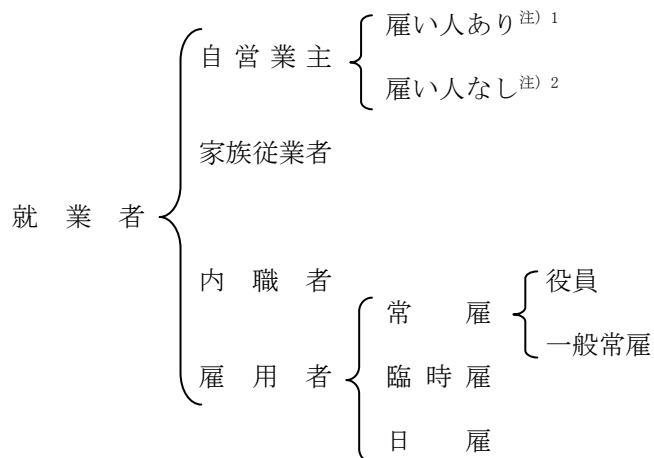 雇い人あり注）1
自営業主
雇い人なし注）2
家族従業者
就業者
内職者
役員
常雇
一般常雇
雇用者
臨時雇
日雇